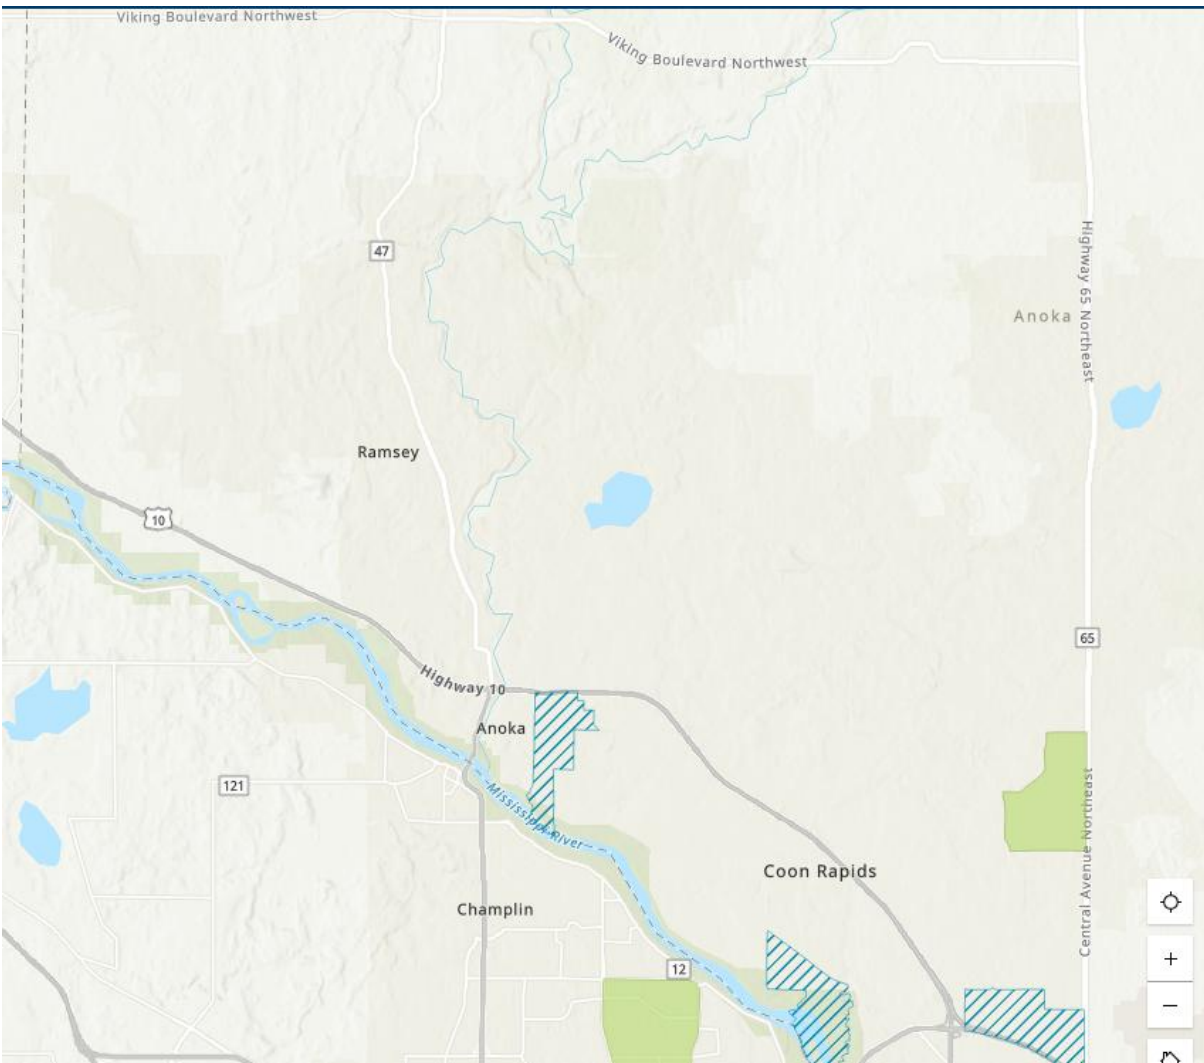 Viking Boulevard Northwest
Viking Boulevard Northwest
47
Highway 65 Northeast
Anoka
Ramsey
10
65
Highway 10
Anoka
121
Mississippi River
Central Avenue Northeast
Coon Rapids
Champlin
12
+
−